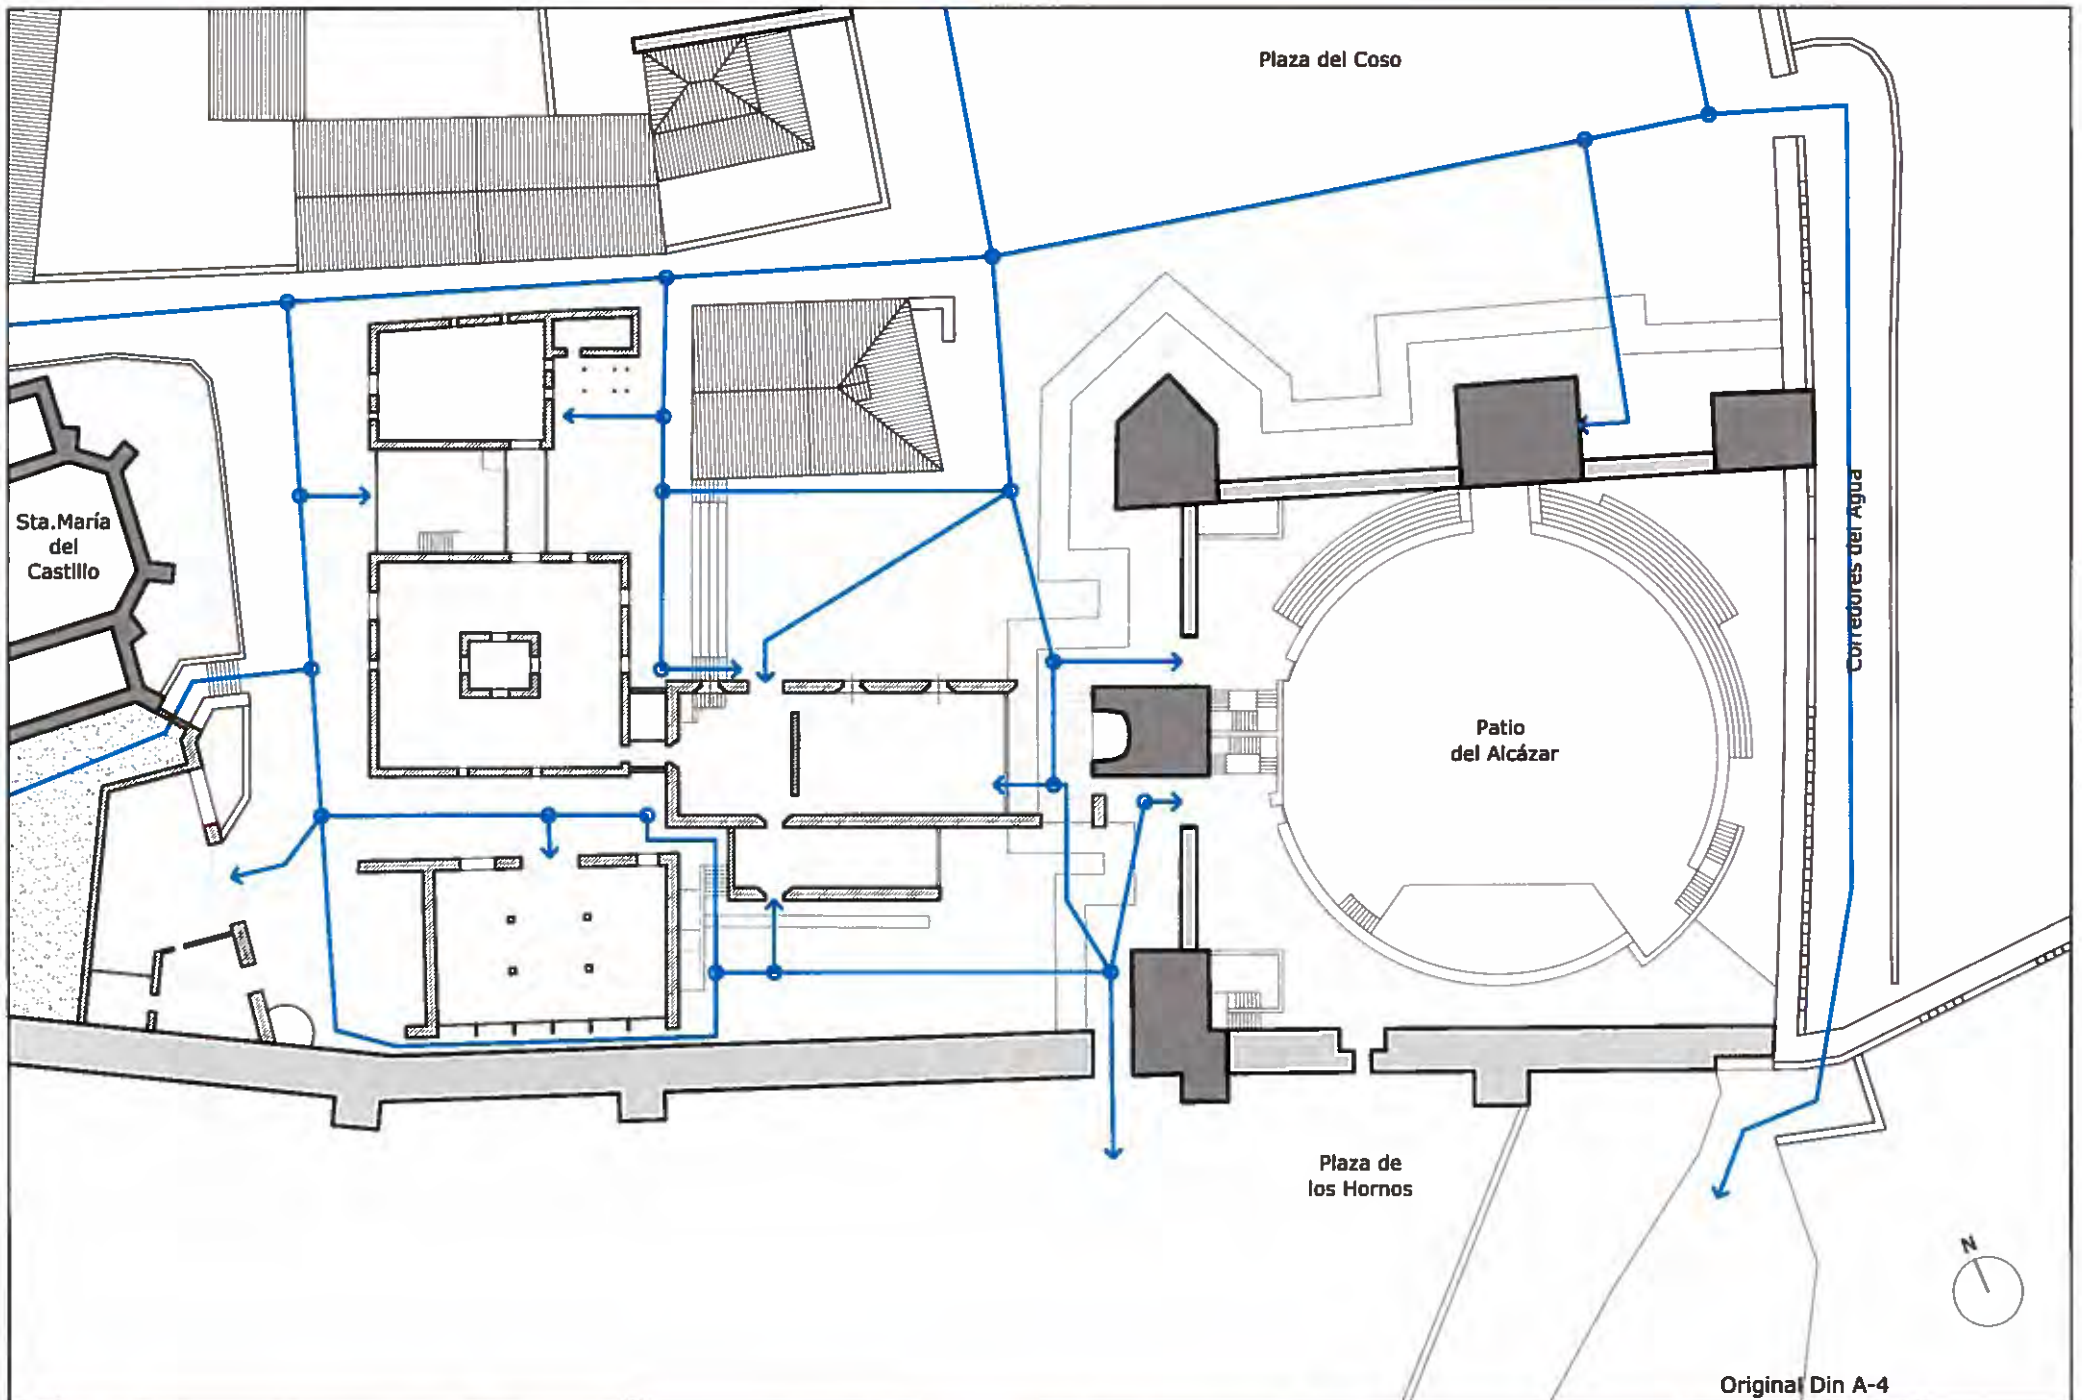 Plaza del Coso
Sta.María
del
Castillo
Corredores del Agua
Patio
del Alcázar
Plaza de
los Hornos
N
Original Din A-4